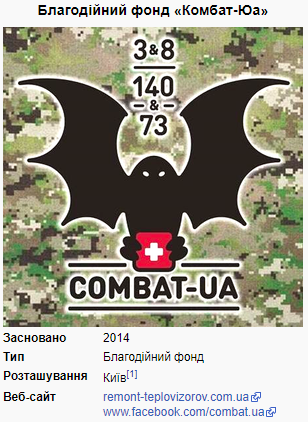 Благодійний фонд «Комбат-Юа»
3&8
140
-&-
73
COMBAT-UA
Засновано 2014
Тип Благодійний фонд
Розташування Київ[1]
Веб-сайт remont-teplovizorov.com.ua
www.facebook.com/combat.ua